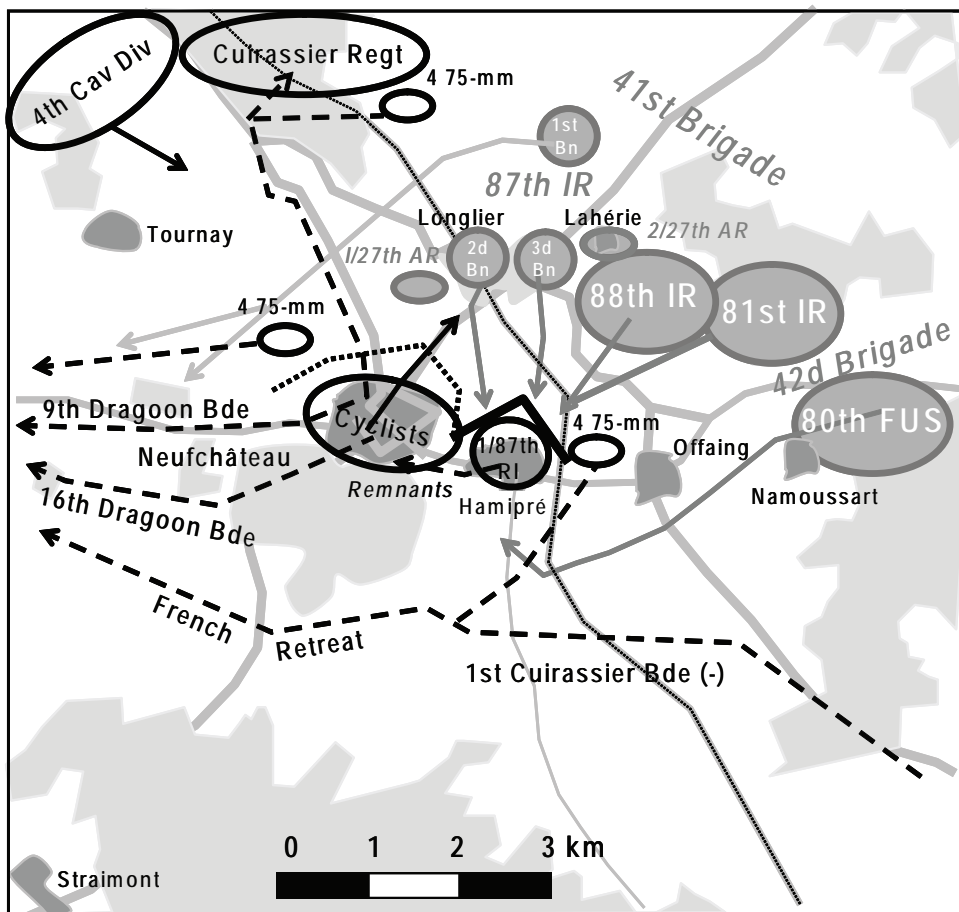 4th Cav Div
Cuirassier Regt
4 75-mm
41st Brigade
1st
Bn
87th IR
Longlier
Lahérie
2/27th AR
Tournay
I/27th AR
2d
Bn
3d
Bn
88th IR
81st IR
4 75-mm
42d Brigade
9th Dragoon Bde
Cyclists
1/87th
RI
4 75-mm
Offaing
80th FUS
Neufchâteau
Remnants
Hamipré
Namoussart
16th Dragoon Bde
French
Retreat
1st Cuirassier Bde (-)
0 1 2 3 km
Straimont